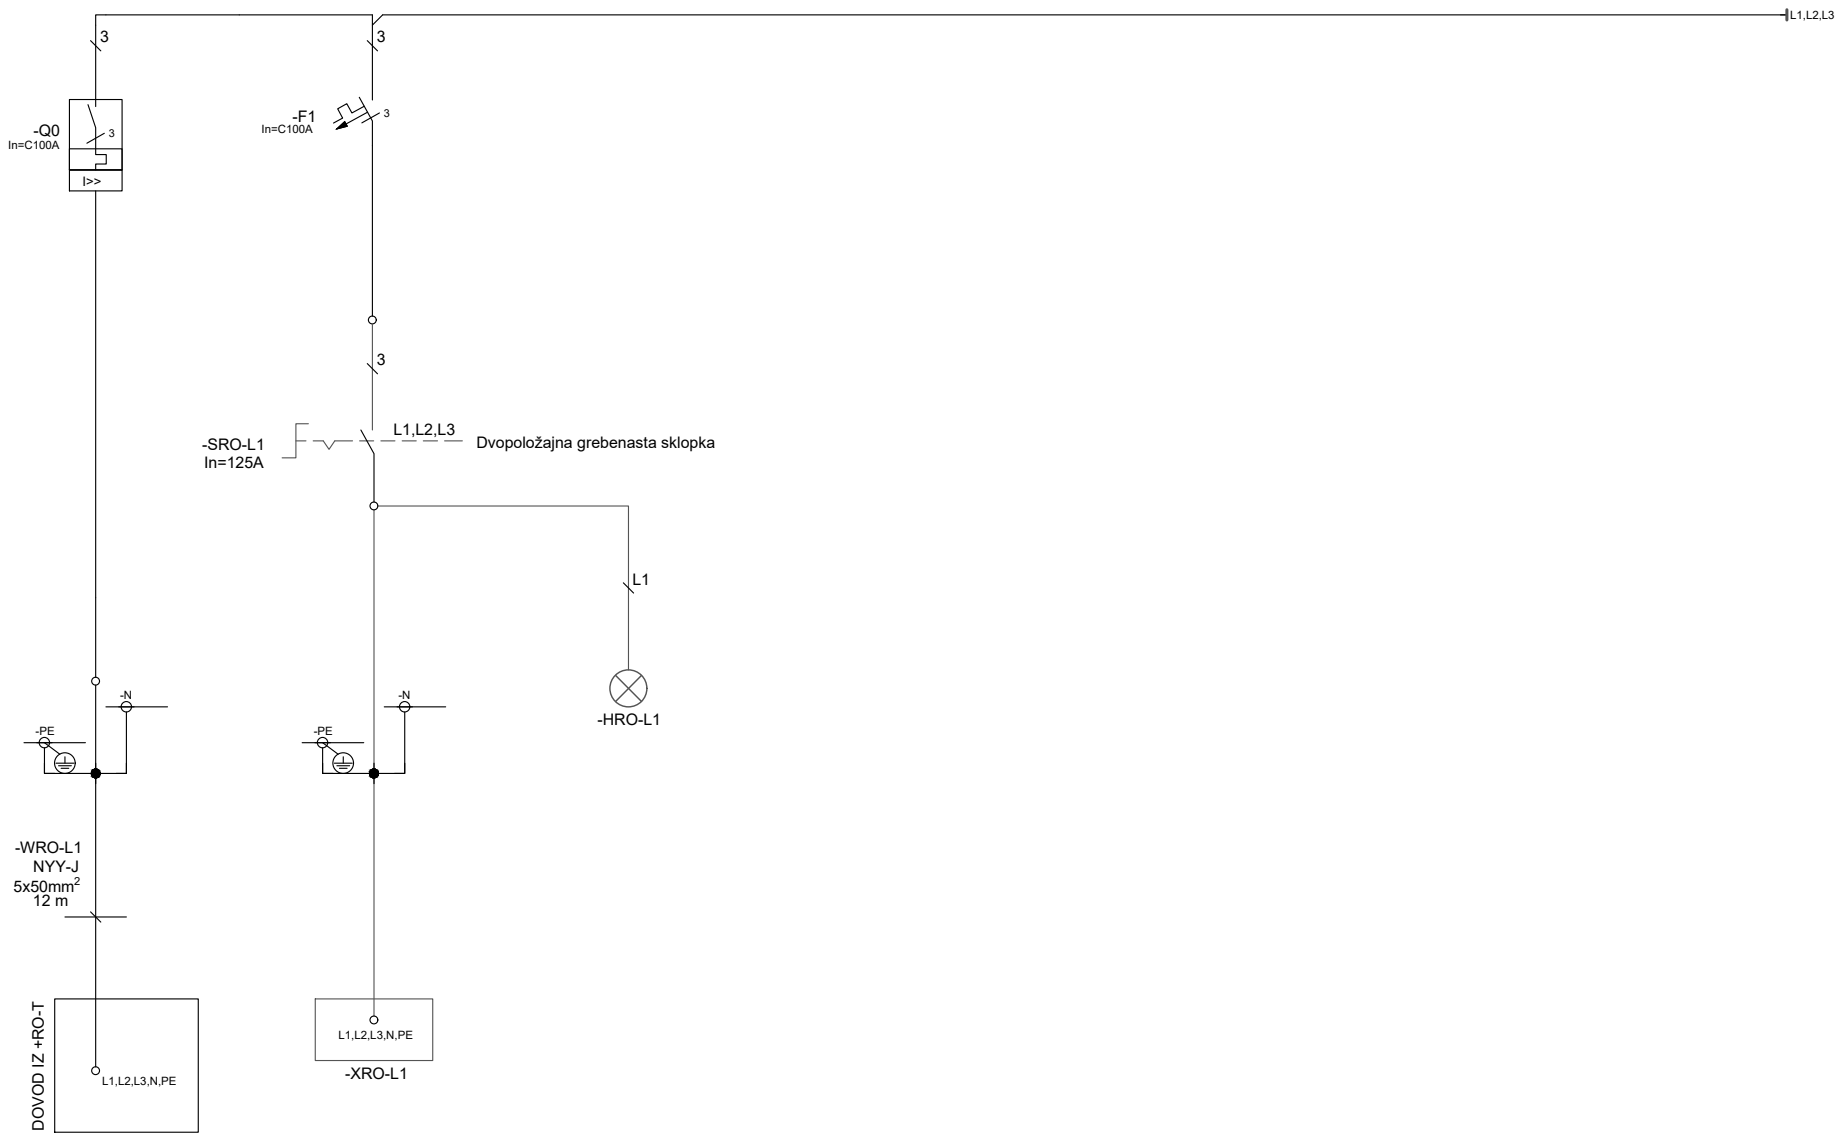 L1,L2,L3
3
3
-Q0
In=C100A
3
I>>
-F1
In=C100A
3
3
-SRO-L1
In=125A
L1,L2,L3
Dvopoložajna grebenasta sklopka
L1
-HRO-L1
-N
-PE
-N
-PE
-WRO-L1
NYY-J
5x50mm²
12 m
DOVOD IZ +RO-T
L1,L2,L3,N,PE
L1,L2,L3,N,PE
-XRO-L1